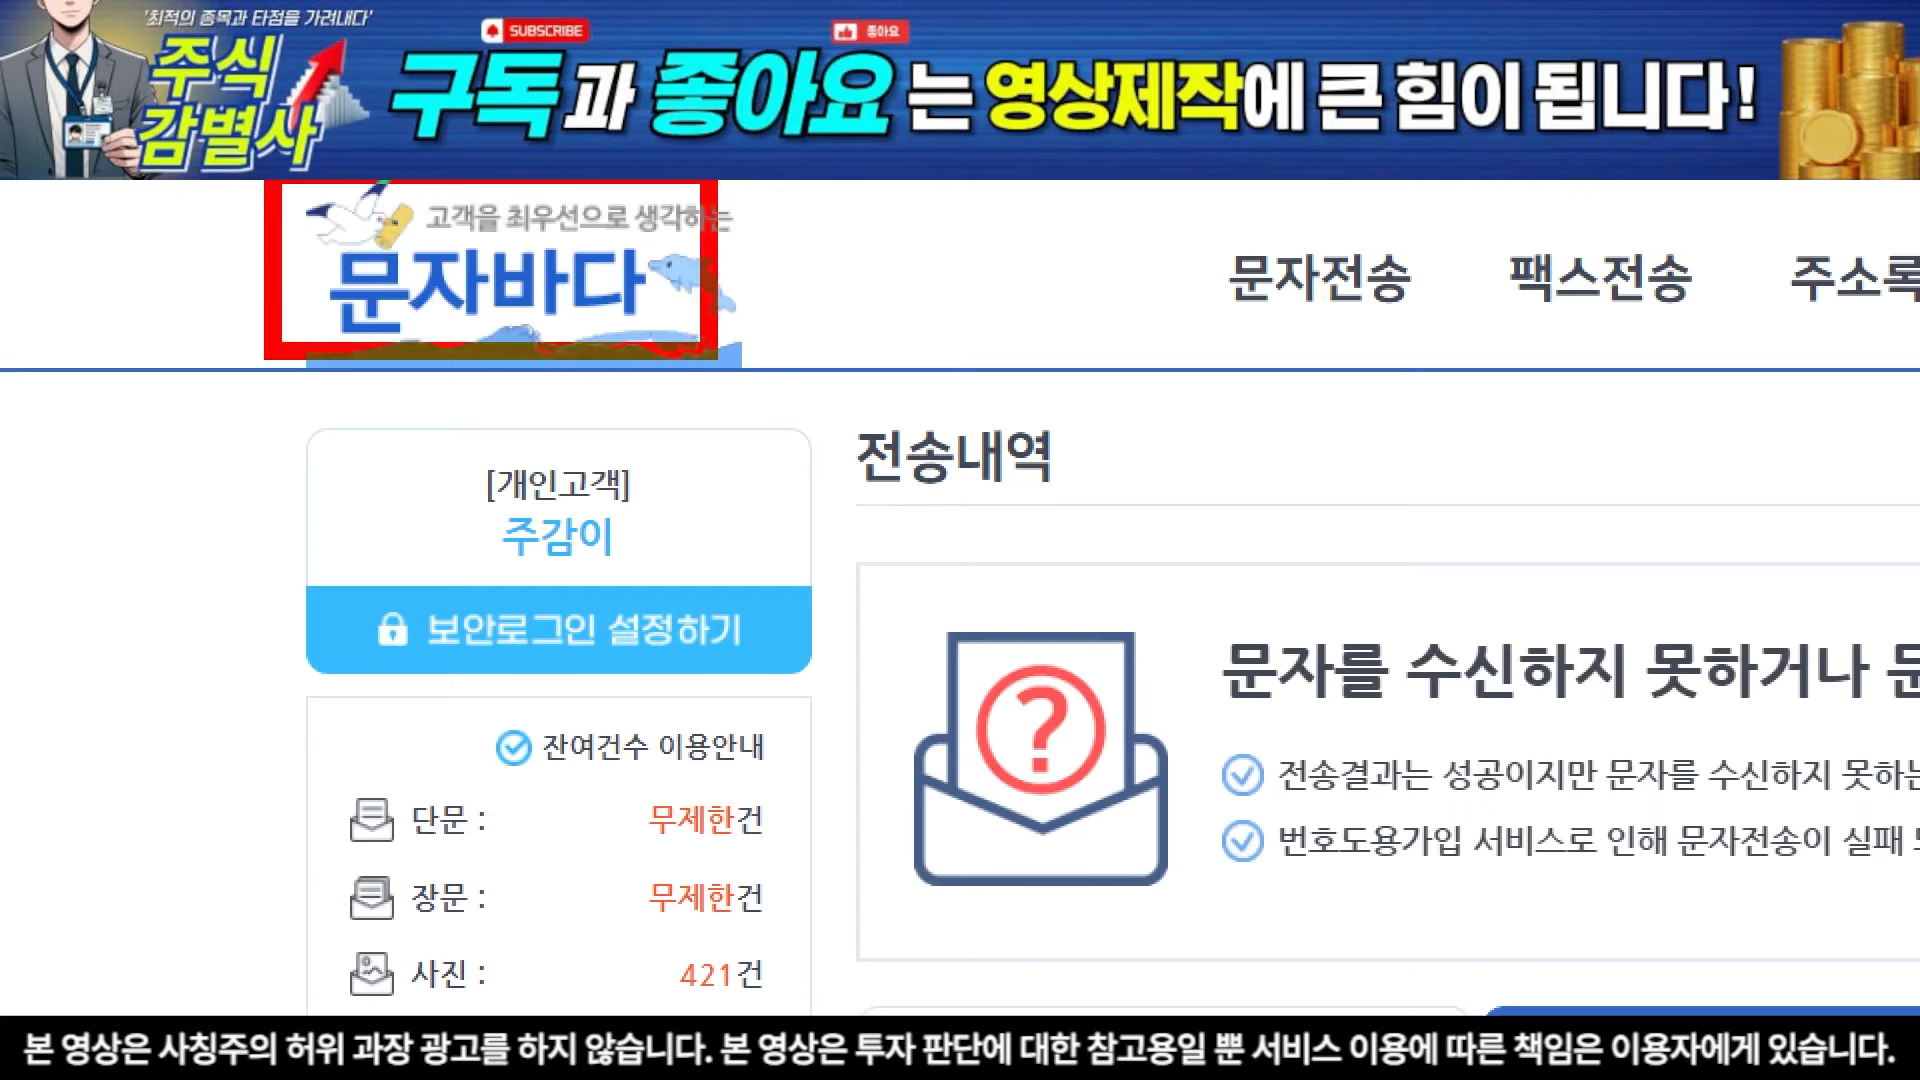 '최적의 종목과 타점을 가려내다'
주식
감별사
SUBSCRIBE
좋아요
구독과 좋아요는 영상제작에 큰 힘이 됩니다!
고객을 최우선으로 생각하는
문자바다
문자전송
팩스전송
주소록
[개인고객]
주감이
보안로그인 설정하기
잔여건수 이용안내
단문 : 무제한건
장문 : 무제한건
사진 : 421건
전송내역
문자를 수신하지 못하거나
전송결과는 성공이지만 문자를 수신하지 못하는
번호도용가입 서비스로 인해 문자전송이 실패
본 영상은 사칭주의 허위 과장 광고를 하지 않습니다. 본 영상은 투자 판단에 대한 참고용일 뿐 서비스 이용에 따른 책임은 이용자에게 있습니다.